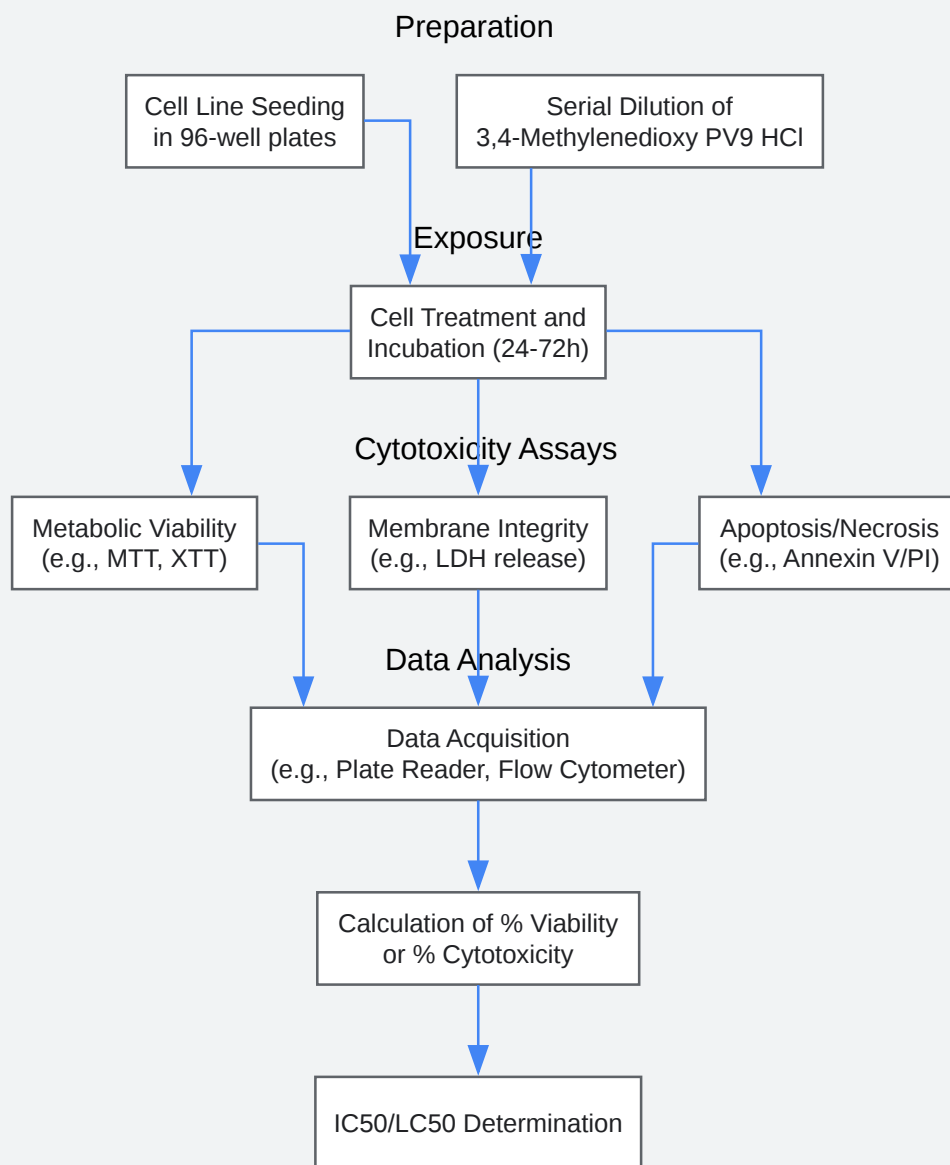 Preparation
Cell Line Seeding
in 96-well plates
Serial Dilution of
3,4-Methylenedioxy PV9 HCl
Exposure
Cell Treatment and
Incubation (24-72h)
Cytotoxicity Assays
Metabolic Viability
(e.g., MTT, XTT)
Membrane Integrity
(e.g., LDH release)
Apoptosis/Necrosis
(e.g., Annexin V/PI)
Data Analysis
Data Acquisition
(e.g., Plate Reader, Flow Cytometer)
Calculation of % Viability
or % Cytotoxicity
IC50/LC50 Determination